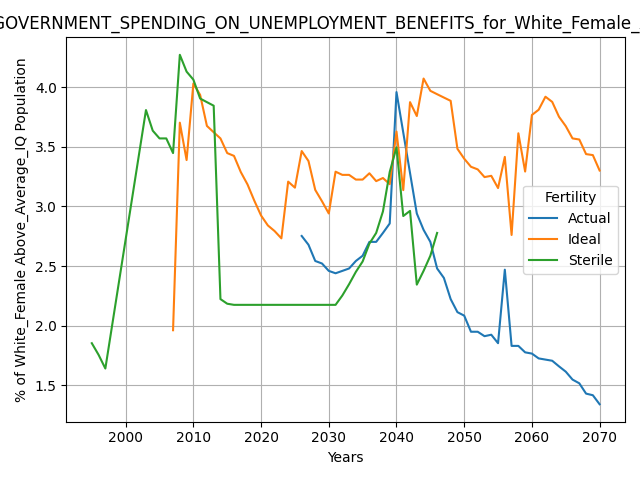 GOVERNMENT_SPENDING_ON_UNEMPLOYMENT_BENEFITS_for_White_Female_
% of White_Female Above_Average_IQ Population
4.0
3.5
3.0
2.5
2.0
1.5
Fertility
Actual
Ideal
Sterile
2000 2010 2020 2030 2040 2050 2060 2070
Years